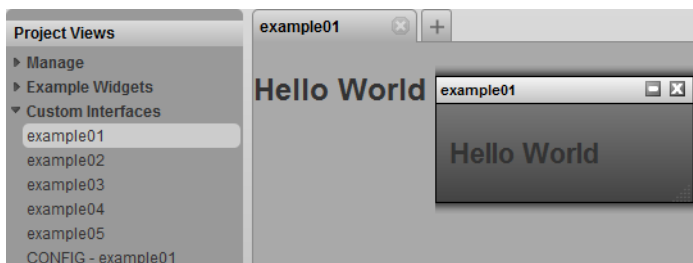 Project Views
Manage
Example Widgets
Custom Interfaces
example01
example02
example03
example04
example05
CONFIG - example01
example01
Hello World
example01
Hello World